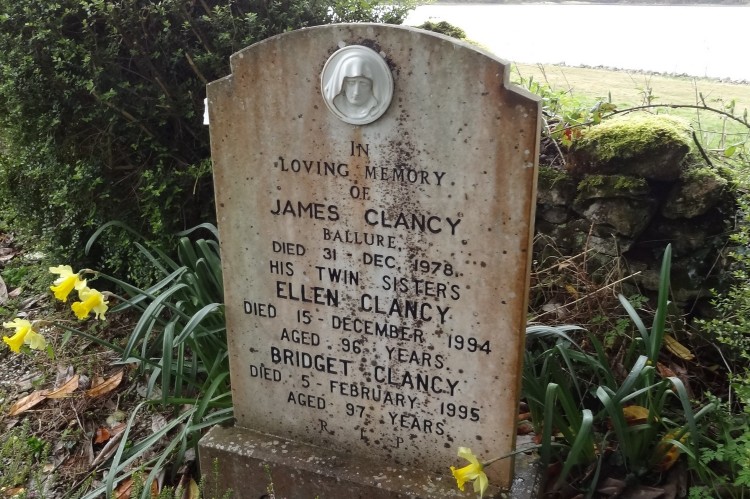 IN
LOVING MEMORY
OF
JAMES CLANCY
BALLURE,
DIED 31 - DEC. 1978.
HIS TWIN SISTERS
ELLEN CLANCY
DIED 15 - DECEMBER 1994
AGED 96 YEARS
BRIDGET CLANCY
DIED 5 - FEBRUARY 1995
AGED 97 YEARS
R I P